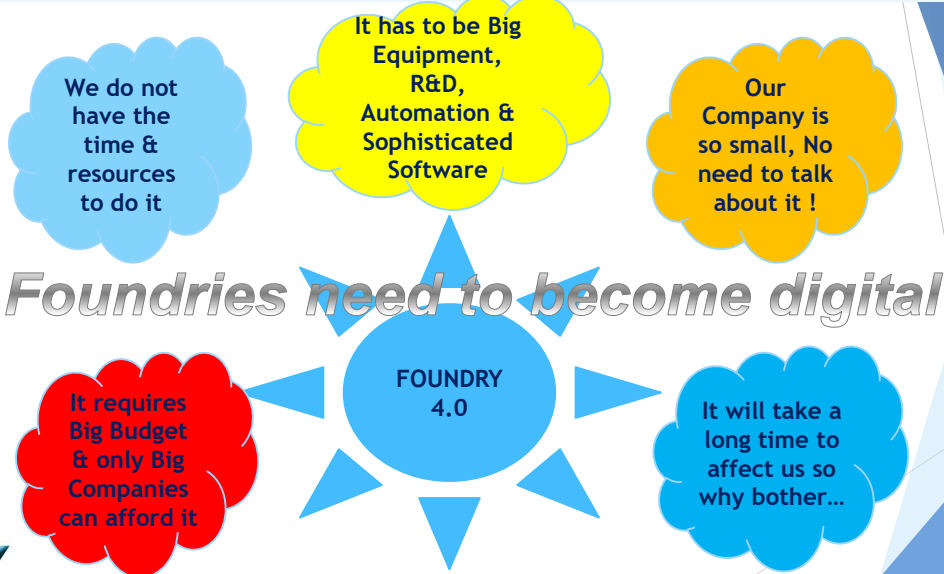 It has to be Big
Equipment,
R&D,
Automation &
Sophisticated
Software
We do not
have the
time &
resources
to do it
Our
Company is
so small, No
need to talk
about it !
Foundries need to become digital
FOUNDRY
4.0
It requires
Big Budget
& only Big
Companies
can afford it
It will take a
long time to
affect us so
why bother…